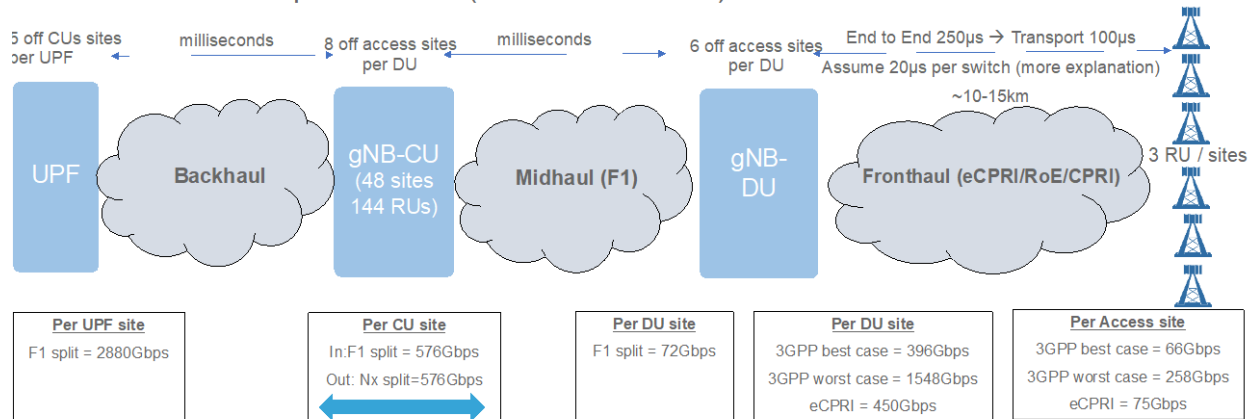 milliseconds
milliseconds
5 off CUs sites
per UPF
8 off access sites
per DU
6 off access sites
per DU
End to End 250µs → Transport 100µs
Assume 20µs per switch (more explanation)
~10-15km
UPF
Backhaul
gNB-CU
(48 sites
144 RUs)
Midhaul (F1)
gNB-
DU
Fronthaul (eCPRI/RoE/CPRI)
3 RU / sites
Per UPF site
F1 split = 2880Gbps
Per CU site
In:F1 split = 576Gbps
Out: Nx split=576Gbps
Per DU site
F1 split = 72Gbps
Per DU site
3GPP best case = 396Gbps
3GPP worst case = 1548Gbps
eCPRI = 450Gbps
Per Access site
3GPP best case = 66Gbps
3GPP worst case = 258Gbps
eCPRI = 75Gbps